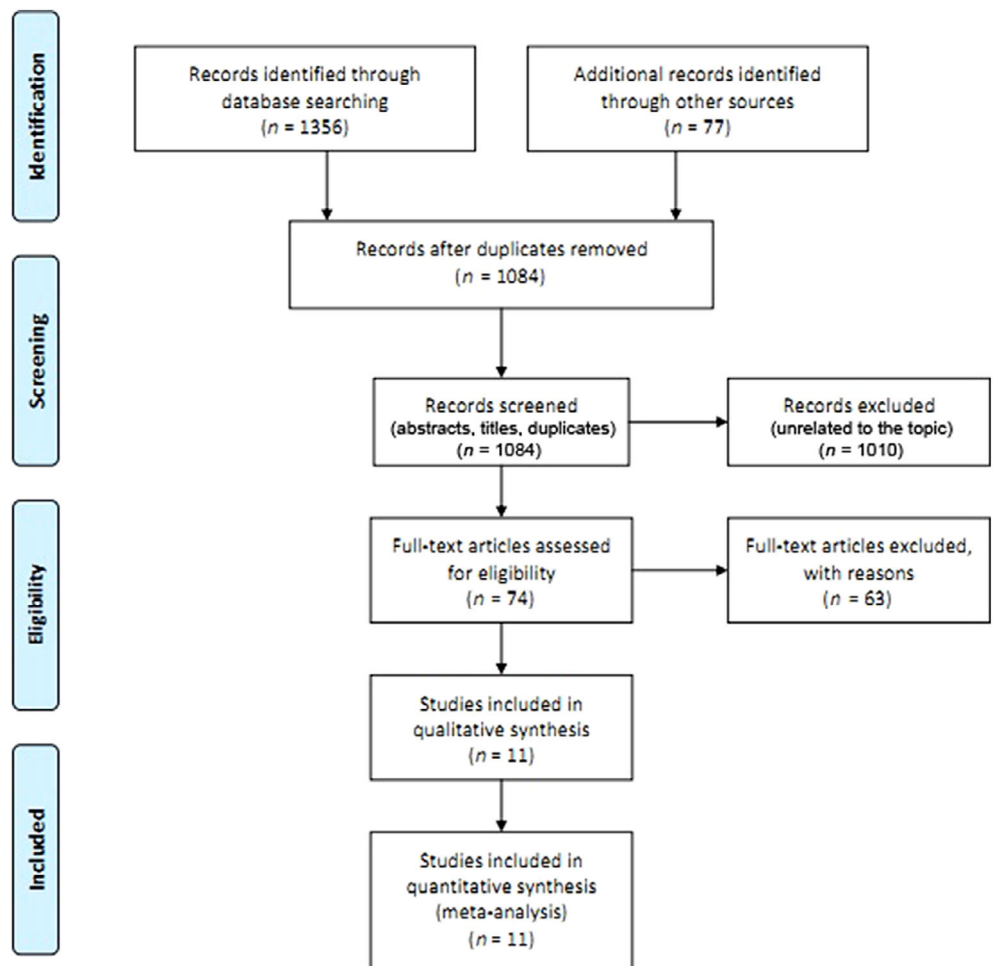 Identification
Records identified through
database searching
(n = 1356)
Additional records identified
through other sources
(n = 77)
Records after duplicates removed
(n = 1084)
Screening
Records screened
(abstracts, titles, duplicates)
(n = 1084)
Records excluded
(unrelated to the topic)
(n = 1010)
Eligibility
Full-text articles assessed
for eligibility
(n = 74)
Full-text articles excluded,
with reasons
(n = 63)
Studies included in
qualitative synthesis
(n = 11)
Included
Studies included in
quantitative synthesis
(meta-analysis)
(n = 11)